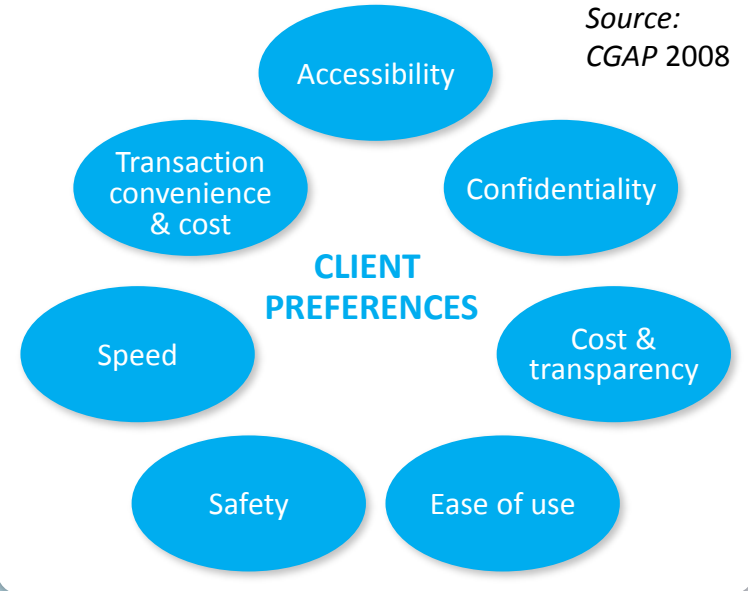 Source:
CGAP 2008
Accessibility
Transaction
convenience
& cost
Confidentiality
CLIENT
PREFERENCES
Speed
Cost &
transparency
Safety
Ease of use